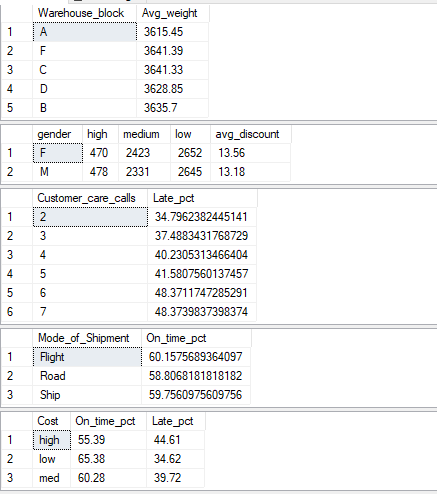 Warehouse_block Avg_weight
1 A 3615.45
2 F 3641.39
3 C 3641.33
4 D 3628.85
5 B 3635.7
gender high medium low avg_discount
1 F 470 2423 2652 13.56
2 M 478 2331 2645 13.18
Customer_care_calls Late_pct
1 2 34.7962382445141
2 3 37.4883431768729
3 4 40.2305313466404
4 5 41.5807560137457
5 6 48.3711747285291
6 7 48.3739837398374
Mode_of_Shipment On_time_pct
1 Flight 60.1575689364097
2 Road 58.8068181818182
3 Ship 59.7560975609756
Cost On_time_pct Late_pct
1 high 55.39 44.61
2 low 65.38 34.62
3 med 60.28 39.72